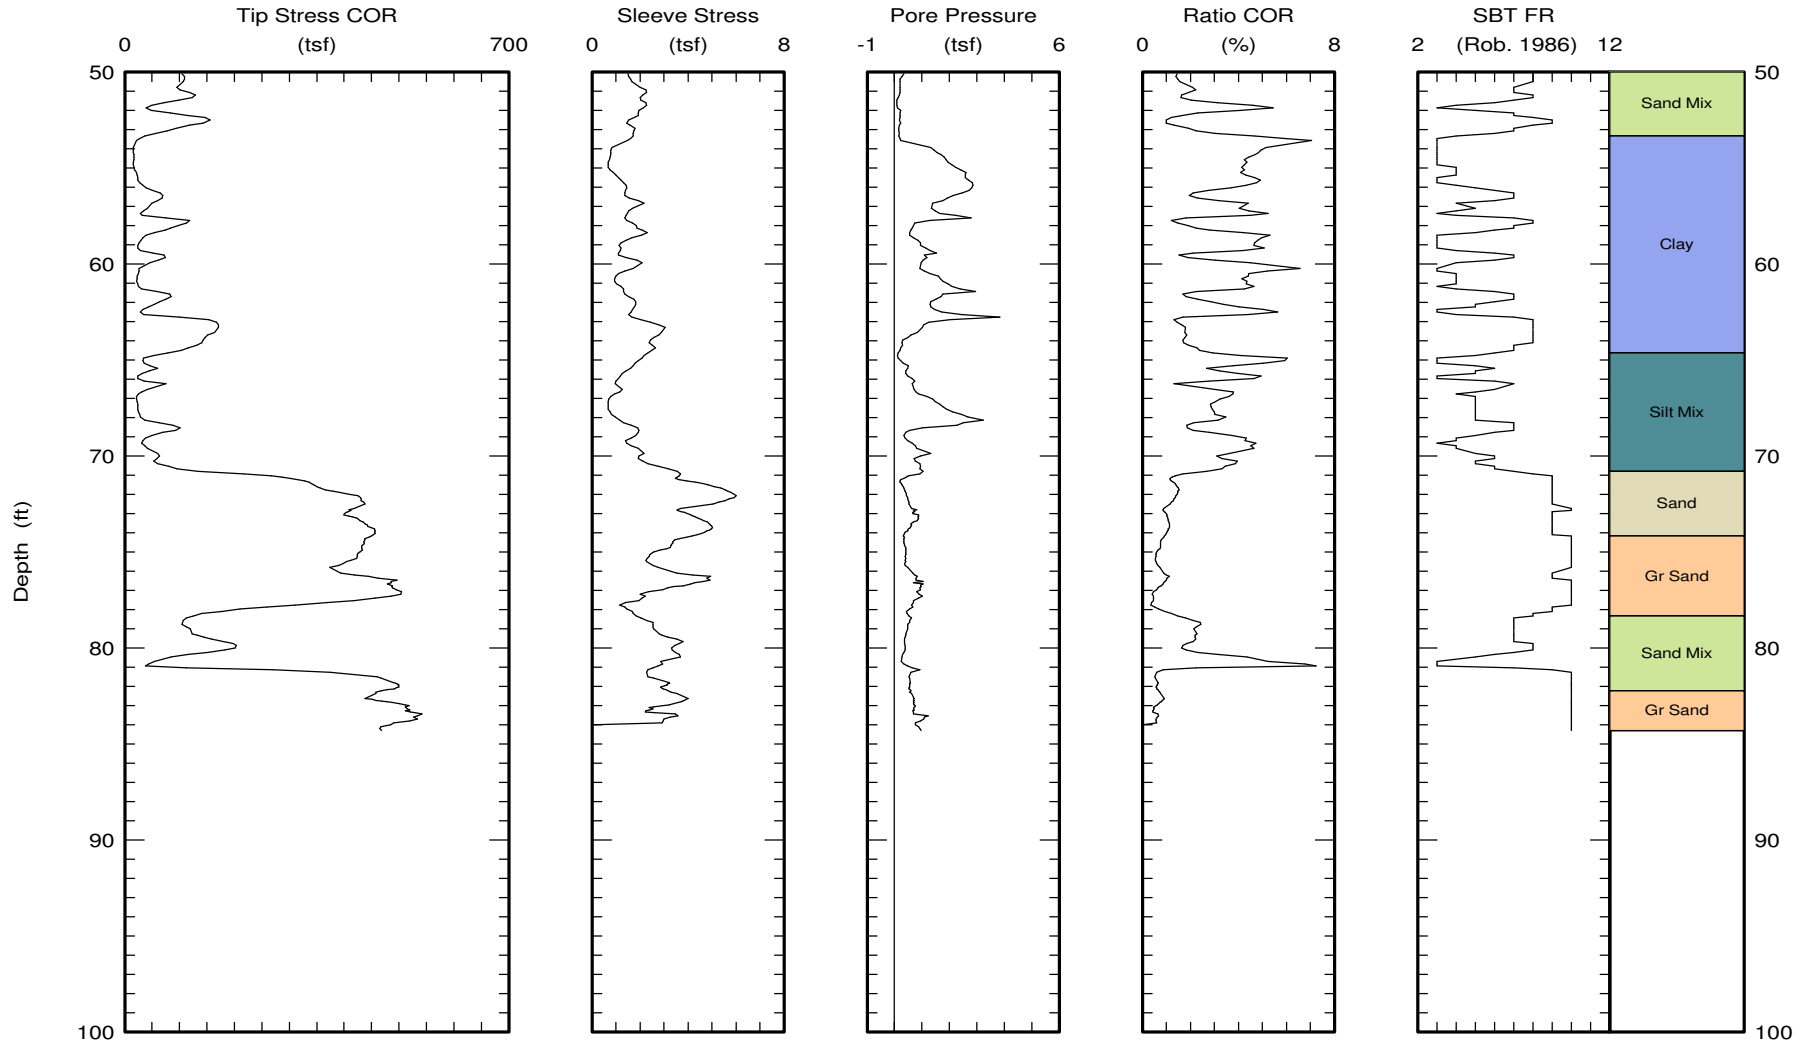 Tip Stress COR Sleeve Stress Pore Pressure Ratio COR SBT FR
0 (tsf) 700 0 (tsf) 8 -1 (tsf) 6 0 (%) 8 2 (Rob. 1986) 12
50 50
Sand Mix
Clay
60 60
Silt Mix
70 70
Sand
Depth (ft)
Gr Sand
80 80
Sand Mix
Gr Sand
90 90
100 100